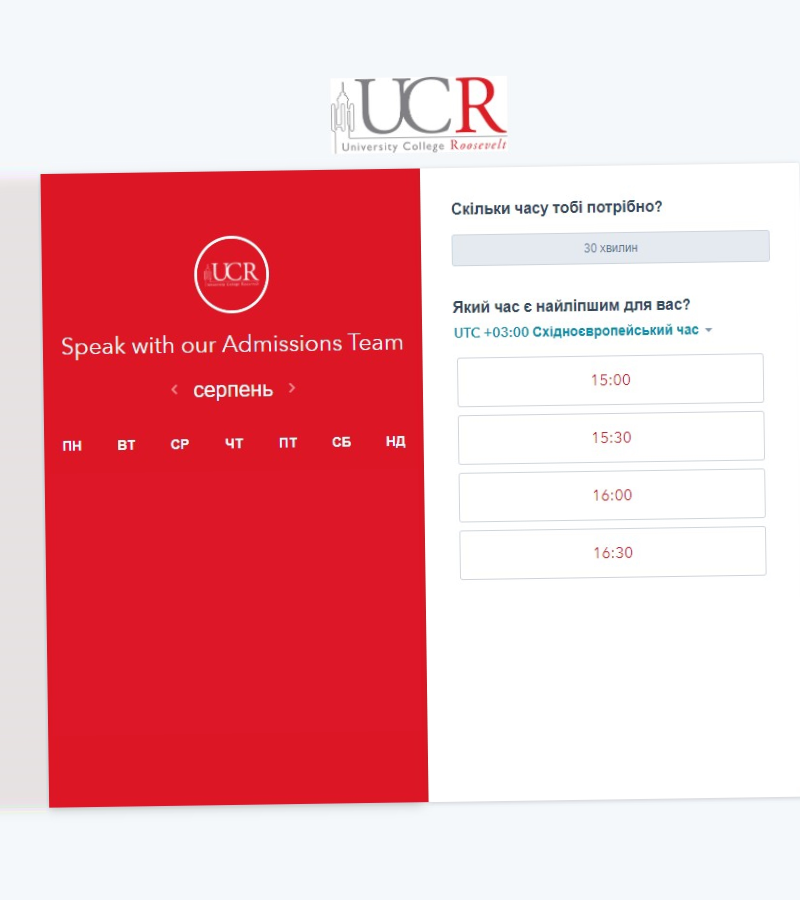 UCR
University College Roosevelt
UCR
University College Roosevelt
Speak with our Admissions Team
серпень
ПН ВТ СР ЧТ ПТ СБ НД
Скільки часу тобі потрібно?
30 хвилин
Який час є найліпшим для вас?
UTC +03:00 Східноєвропейський час
15:00
15:30
16:00
16:30